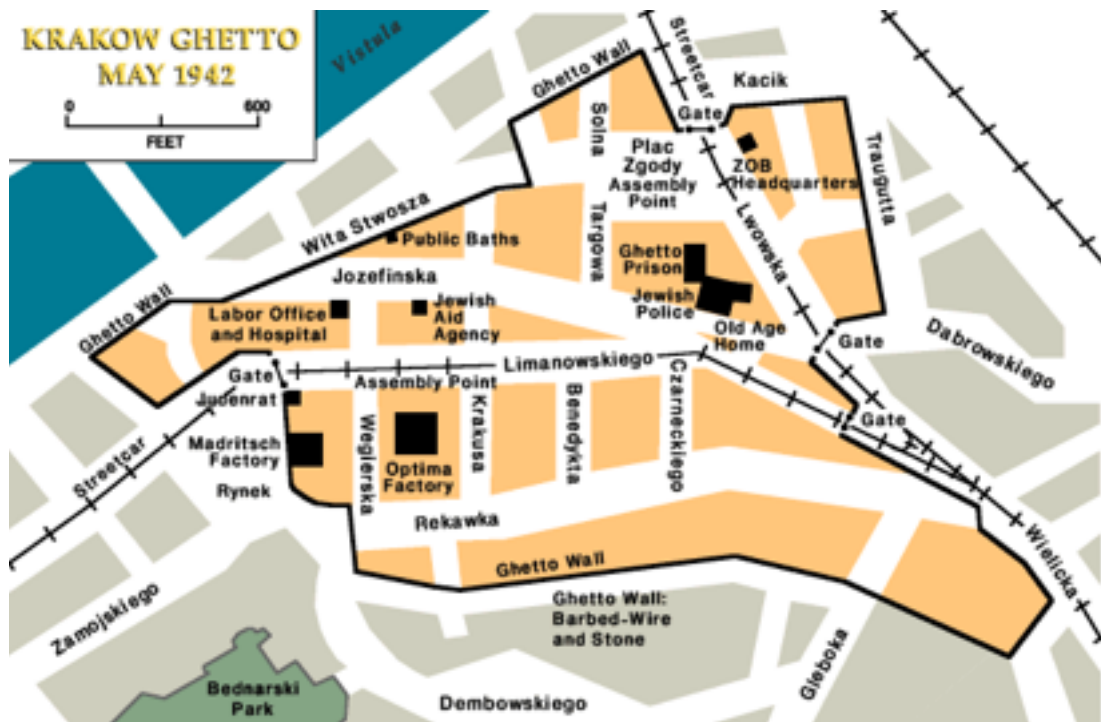 KRAKOW GHETTO
MAY 1942
0 600
FEET
Vistula
Ghetto Wall
Streetcar
Kacik
Gate
Solna
Plac
Zgody
Assembly
Point
ZOB
Headquarters
Traugutta
Wita Stwosza
Public Baths
Targowa
Lwowska
Ghetto
Prison
Jozefinska
Jewish
Police
Ghetto Wall
Labor Office
and Hospital
Jewish
Aid
Agency
Old Age
Home
Gate
Dabrowskiego
Limanowskiego
Gate
Assembly Point
Judenrat
Czarneckiego
Gate
Streetcar
Madritsch
Factory
Wegierska
Krakusa
Benedykta
Optima
Factory
Rynek
Rekawka
Wielicka
Ghetto Wall
Zamojskiego
Ghetto Wall:
Barbed-Wire
and Stone
Gleboka
Bednarski
Park
Dembowskiego